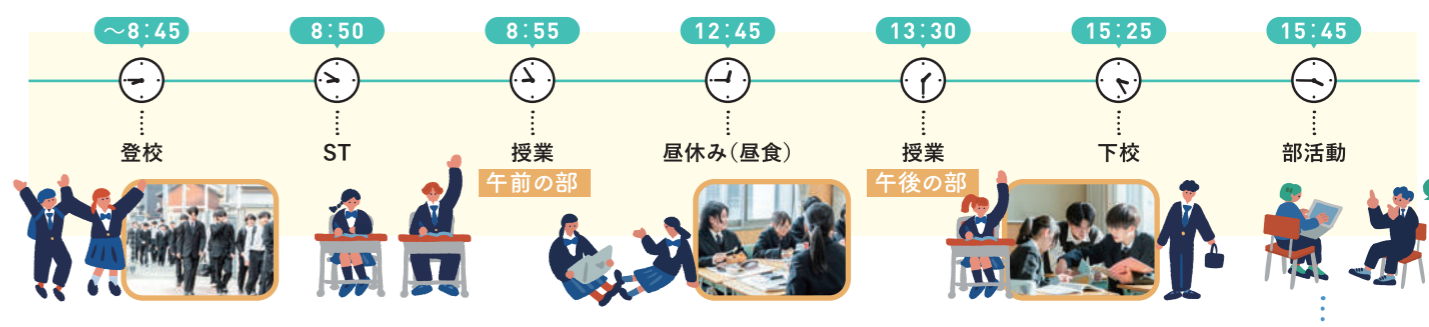 〜8:45
8:50
8:55
12:45
13:30
15:25
15:45
登校
ST
授業
昼休み（昼食）
授業
下校
部活動
午前の部
午後の部